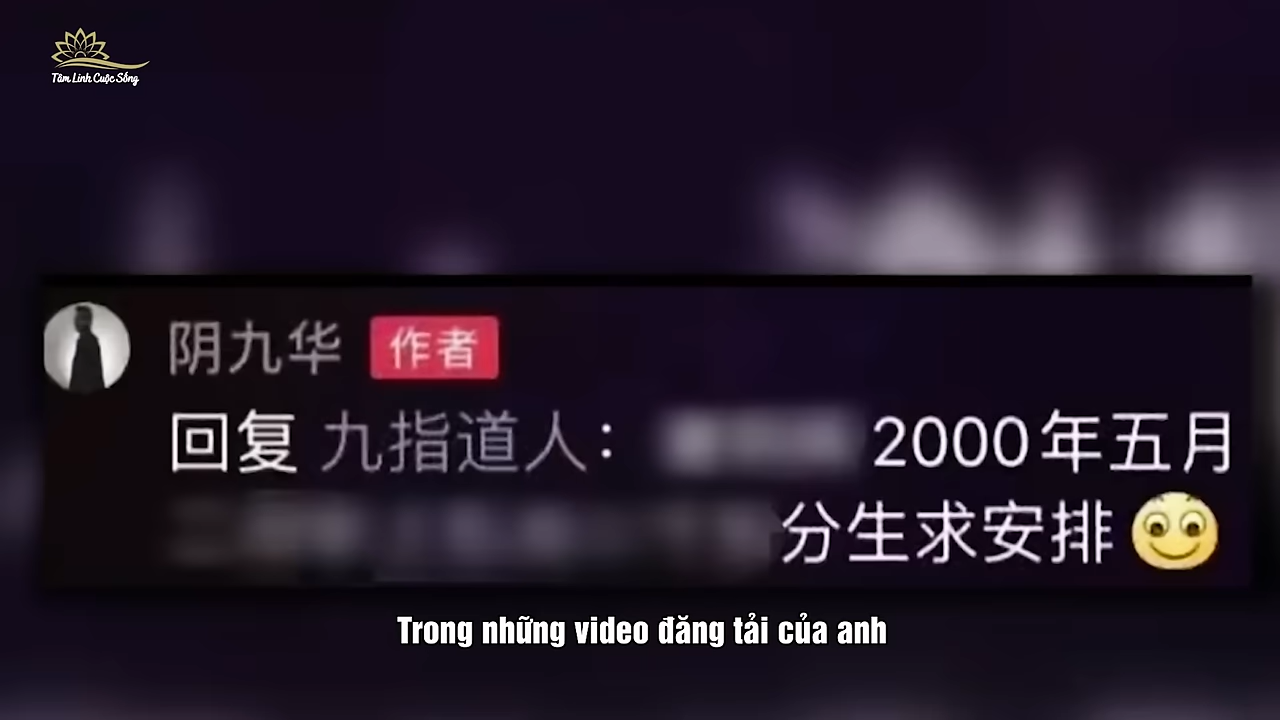 Tâm Linh Cuộc Sống
阴九华 作者
回复 九指道人： 2000年五月
分生求安排
Trong những video đăng tải của anh